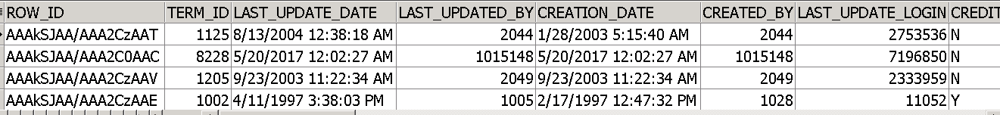 ROW_ID TERM_ID LAST_UPDATE_DATE LAST_UPDATED_BY CREATION_DATE CREATED_BY LAST_UPDATE_LOGIN CREDIT
AAAkSJAA/AAA2CzAAT 1125 8/13/2004 12:38:18 AM 2044 1/28/2003 5:15:40 AM 2044 2753536 N
AAAkSJAA/AAA2C0AAC 8228 5/20/2017 12:02:27 AM 1015148 5/20/2017 12:02:27 AM 1015148 7196850 N
AAAkSJAA/AAA2CzAAV 1205 9/23/2003 11:22:34 AM 2049 9/23/2003 11:22:34 AM 2049 2333959 N
AAAkSJAA/AAA2CzAAE 1002 4/11/1997 3:38:03 PM 1005 2/17/1997 12:47:32 PM 1028 11052 Y